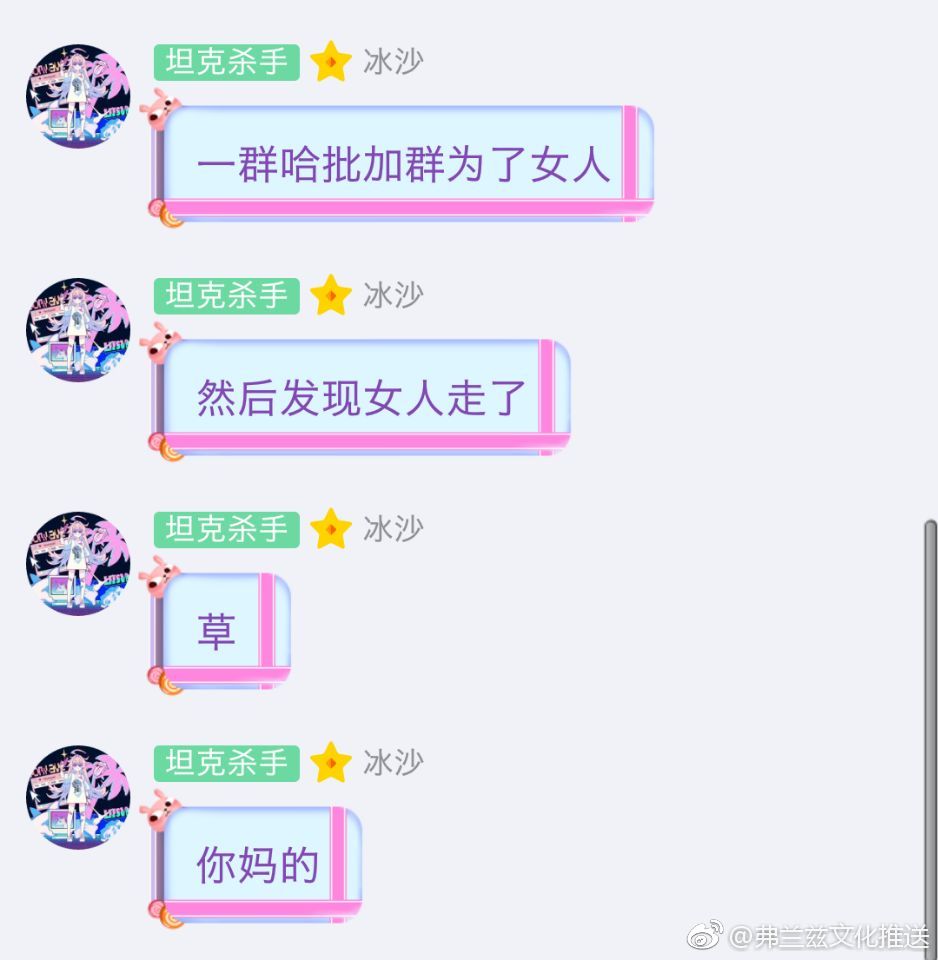 坦克杀手 冰沙
一群哈批加群为了女人
坦克杀手 冰沙
然后发现女人走了
坦克杀手 冰沙
草
坦克杀手 冰沙
你妈的
@弗兰兹文化推送